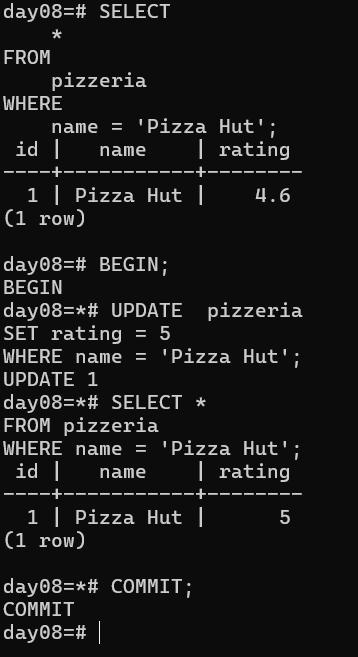 day08=# SELECT
    *
FROM
    pizzeria
WHERE
    name = 'Pizza Hut';
 id |   name    | rating
----+-----------+--------
  1 | Pizza Hut |    4.6
(1 row)

day08=# BEGIN;
BEGIN
day08=*# UPDATE  pizzeria
SET rating = 5
WHERE name = 'Pizza Hut';
UPDATE 1
day08=*# SELECT *
FROM pizzeria
WHERE name = 'Pizza Hut';
 id |   name    | rating
----+-----------+--------
  1 | Pizza Hut |      5
(1 row)

day08=*# COMMIT;
COMMIT
day08=#